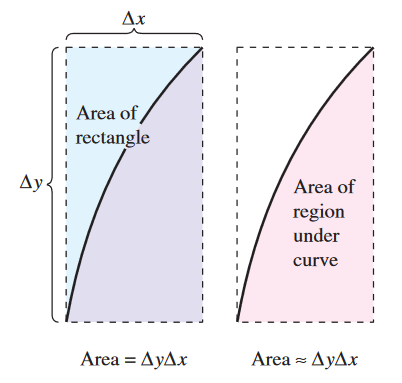 Δx
Area of
rectangle
Δy
Area of
region
under
curve
Area = ΔyΔx
Area ≈ ΔyΔx